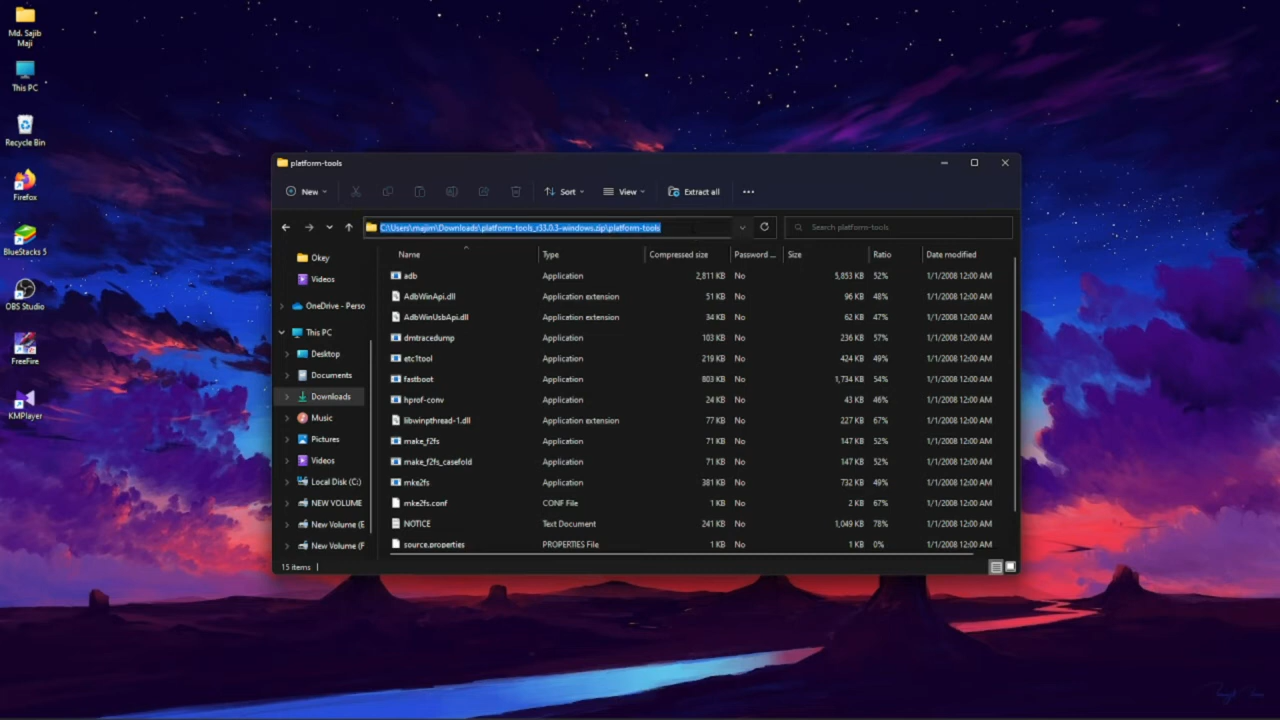 Md. Sajib
Maji
This PC
Recycle Bin
Firefox
BlueStacks 5
OBS Studio
FreeFire
KMPlayer
platform-tools
New
Sort
View
Extract all
C:\Users\majim\Downloads\platform-tools_r33.0.3-windows.zip\platform-tools
Search platform-tools
Okey
Videos
OneDrive - Perso
This PC
Desktop
Documents
Downloads
Music
Pictures
Videos
Local Disk (C:)
NEW VOLUME
New Volume (E
New Volume (F
Name Type Compressed size Password ... Size Ratio Date modified
adb Application 2,811 KB No 5,853 KB 52% 1/1/2008 12:00 AM
AdbWinApi.dll Application extension 51 KB No 96 KB 48% 1/1/2008 12:00 AM
AdbWinUsbApi.dll Application extension 34 KB No 62 KB 47% 1/1/2008 12:00 AM
dmtracedump Application 103 KB No 236 KB 57% 1/1/2008 12:00 AM
etc1tool Application 219 KB No 424 KB 49% 1/1/2008 12:00 AM
fastboot Application 803 KB No 1,734 KB 54% 1/1/2008 12:00 AM
hprof-conv Application 24 KB No 43 KB 46% 1/1/2008 12:00 AM
libwinpthread-1.dll Application extension 77 KB No 227 KB 67% 1/1/2008 12:00 AM
make_f2fs Application 71 KB No 147 KB 52% 1/1/2008 12:00 AM
make_f2fs_casefold Application 71 KB No 147 KB 52% 1/1/2008 12:00 AM
mke2fs Application 381 KB No 732 KB 49% 1/1/2008 12:00 AM
mke2fs.conf CONF File 1 KB No 2 KB 67% 1/1/2008 12:00 AM
NOTICE Text Document 241 KB No 1,049 KB 78% 1/1/2008 12:00 AM
source.properties PROPERTIES File 1 KB No 1 KB 0% 1/1/2008 12:00 AM
15 items